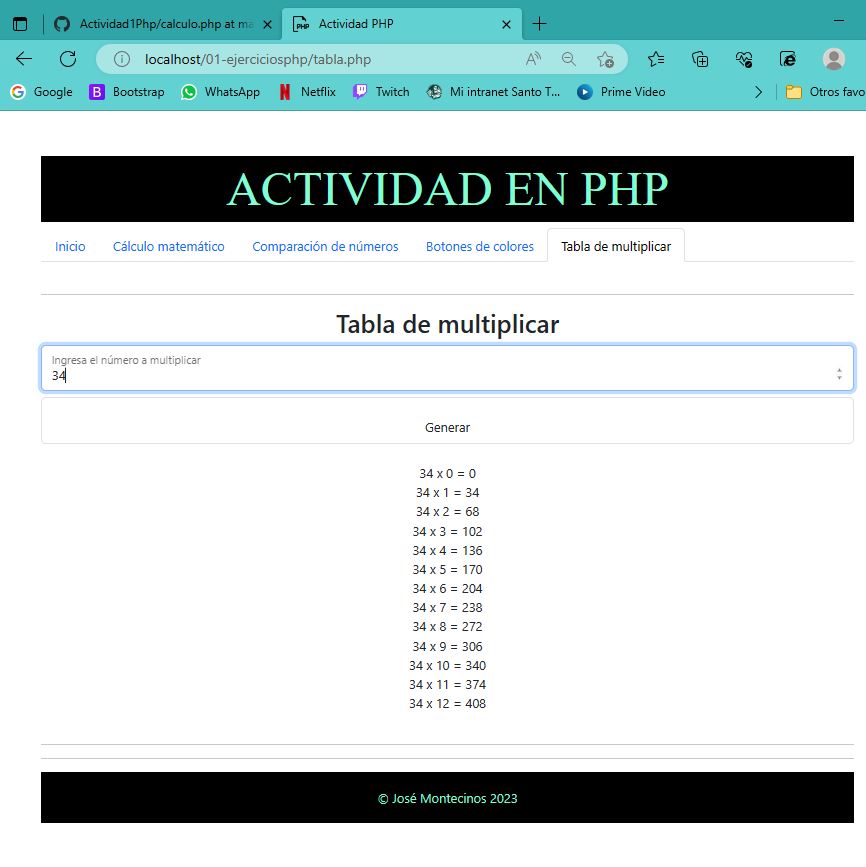 Actividad1Php/calculo.php at ma
Actividad PHP
localhost/01-ejerciciosphp/tabla.php
Google
Bootstrap
WhatsApp
Netflix
Twitch
Mi intranet Santo T...
Prime Video
Otros favo
ACTIVIDAD EN PHP
Inicio
Cálculo matemático
Comparación de números
Botones de colores
Tabla de multiplicar
Tabla de multiplicar
Ingresa el número a multiplicar
34
Generar
34 x 0 = 0
34 x 1 = 34
34 x 2 = 68
34 x 3 = 102
34 x 4 = 136
34 x 5 = 170
34 x 6 = 204
34 x 7 = 238
34 x 8 = 272
34 x 9 = 306
34 x 10 = 340
34 x 11 = 374
34 x 12 = 408
© José Montecinos 2023